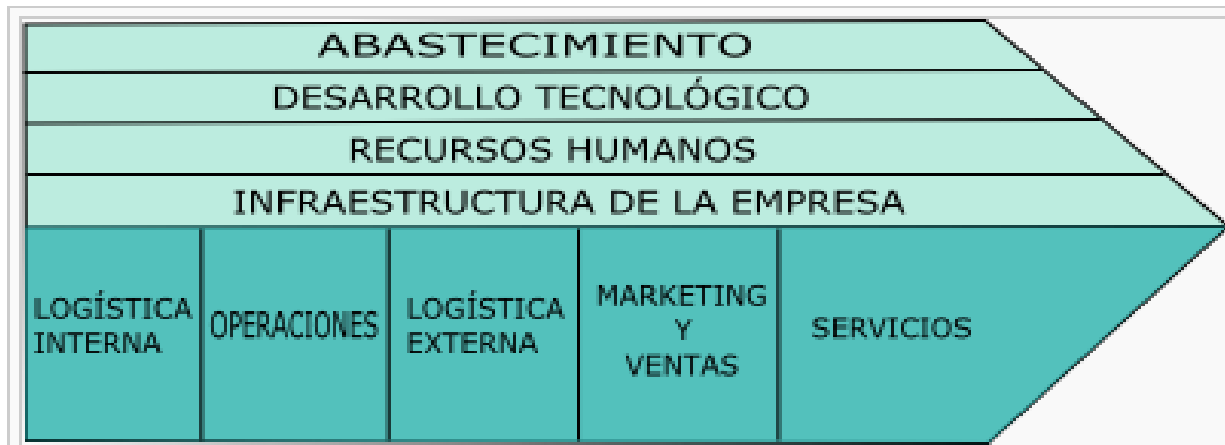 ABASTECIMIENTO
DESARROLLO TECNOLÓGICO
RECURSOS HUMANOS
INFRAESTRUCTURA DE LA EMPRESA
LOGÍSTICA
INTERNA
OPERACIONES
LOGÍSTICA
EXTERNA
MARKETING
Y
VENTAS
SERVICIOS